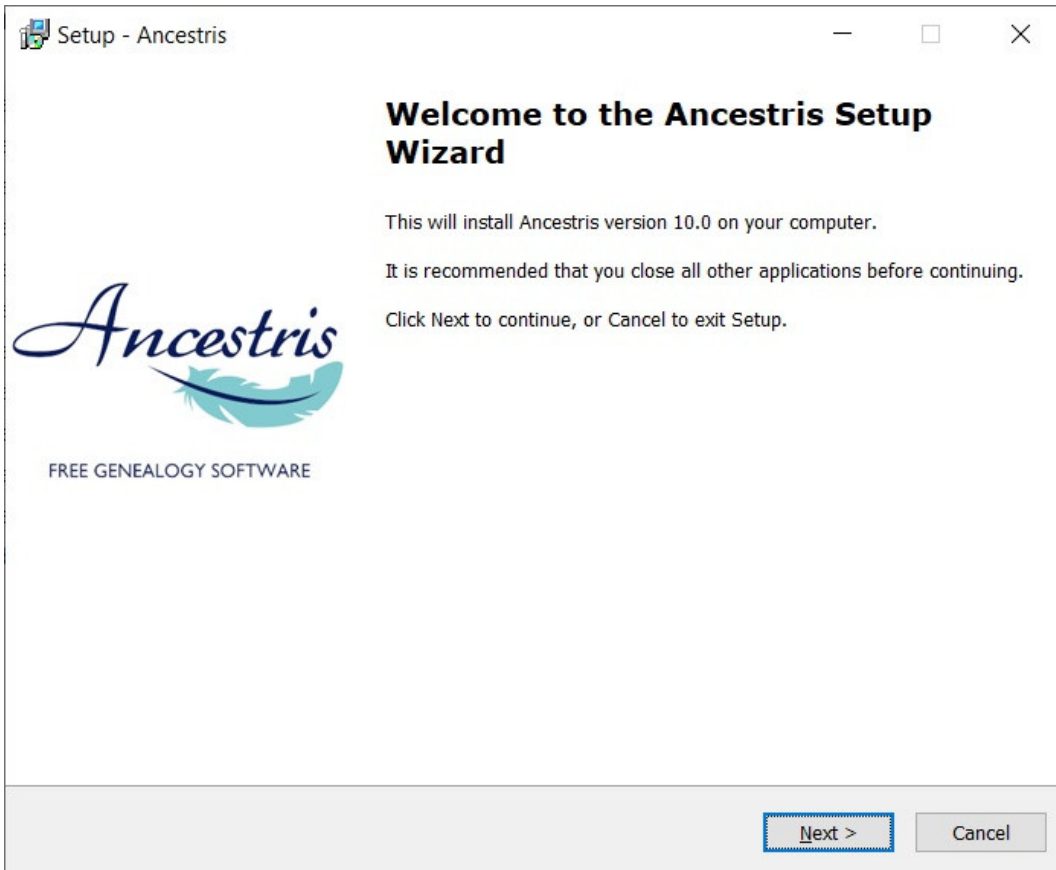 Setup - Ancestris
Welcome to the Ancestris Setup
Wizard
This will install Ancestris version 10.0 on your computer.
It is recommended that you close all other applications before continuing.
Click Next to continue, or Cancel to exit Setup.
Ancestris
FREE GENEALOGY SOFTWARE
Next >
Cancel